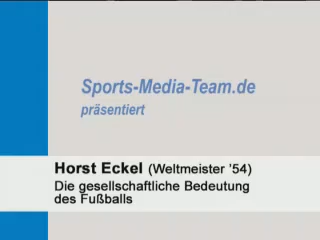 Sports-Media-Team.de
präsentiert
Horst Eckel (Weltmeister '54)
Die gesellschaftliche Bedeutung
des Fußballs